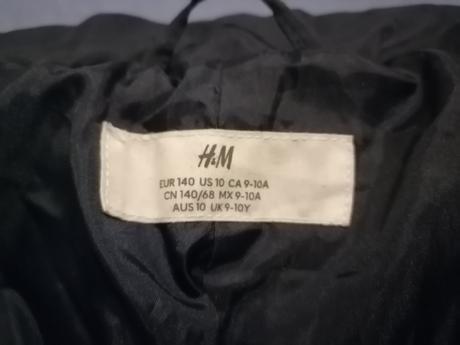 H&M
EUR 140 US 10 CA 9-10A
CN 140/68 MX 9-10A
AUS 10 UK 9-10Y